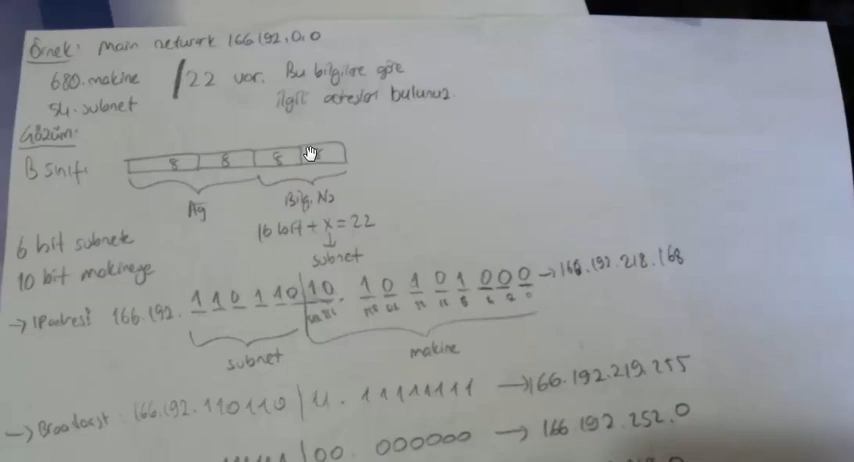 Örnek: main network 166.192.0.0
680.makine /22 var. Bu bilgilere göre
54.subnet ilgili adresleri bulunuz.
Çözüm:
B sınıfı 8 8 8
Ağ Bilg. No
16 bit + x = 22
subnet
6 bit subnete
10 bit makineye
→ IP adresi 166.192. 1 1 0 1 1 0 | 1 0 . 1 0 1 0 1 0 0 0 → 166.192.218.168
subnet makine
→ Broadcast: 166.192.110110 | 11. 11111111 → 166.192.219.255
00. 000000 → 166.192.252.0